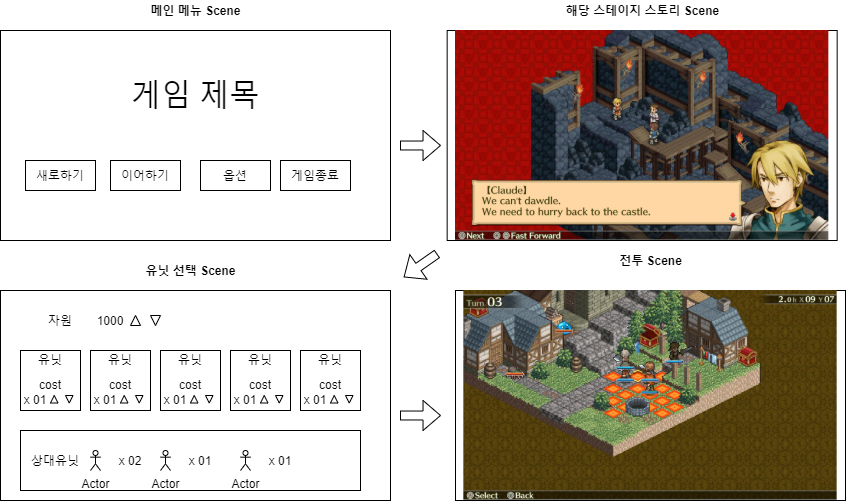 메인 메뉴 Scene
해당 스테이지 스토리 Scene
게임 제목
새로하기
이어하기
옵션
게임종료
【Claude】
We can't dawdle.
We need to hurry back to the castle.
Next Fast Forward
유닛 선택 Scene
전투 Scene
자원 1000
유닛 유닛 유닛 유닛 유닛
cost cost cost cost cost
x 01 x 01 x 01 x 01 x 01
상대유닛 x 02 x 01 x 01
Actor Actor Actor
Turn 03
2.0h X09 Y07
Select Back